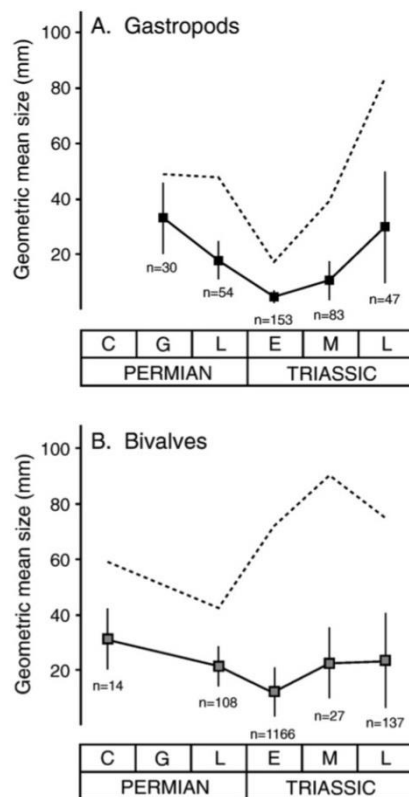 A. Gastropods
Geometric mean size (mm)
100
80
60
40
20
n=30
n=54
n=153
n=83
n=47
C G L E M L
PERMIAN TRIASSIC
B. Bivalves
Geometric mean size (mm)
100
80
60
40
20
n=14
n=108
n=1166
n=27
n=137
C G L E M L
PERMIAN TRIASSIC